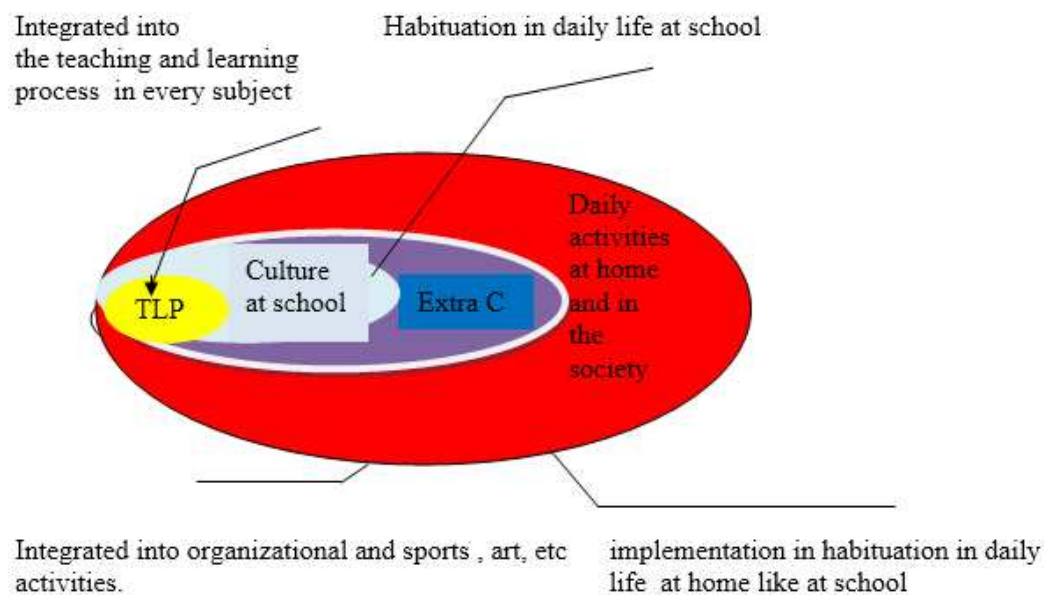 Integrated into
the teaching and learning
process in every subject
Habituation in daily life at school
Daily
activities
at home
and in
the
society
Culture
at school
TLP
Extra C
Integrated into organizational and sports , art, etc
activities.
implementation in habituation in daily
life at home like at school